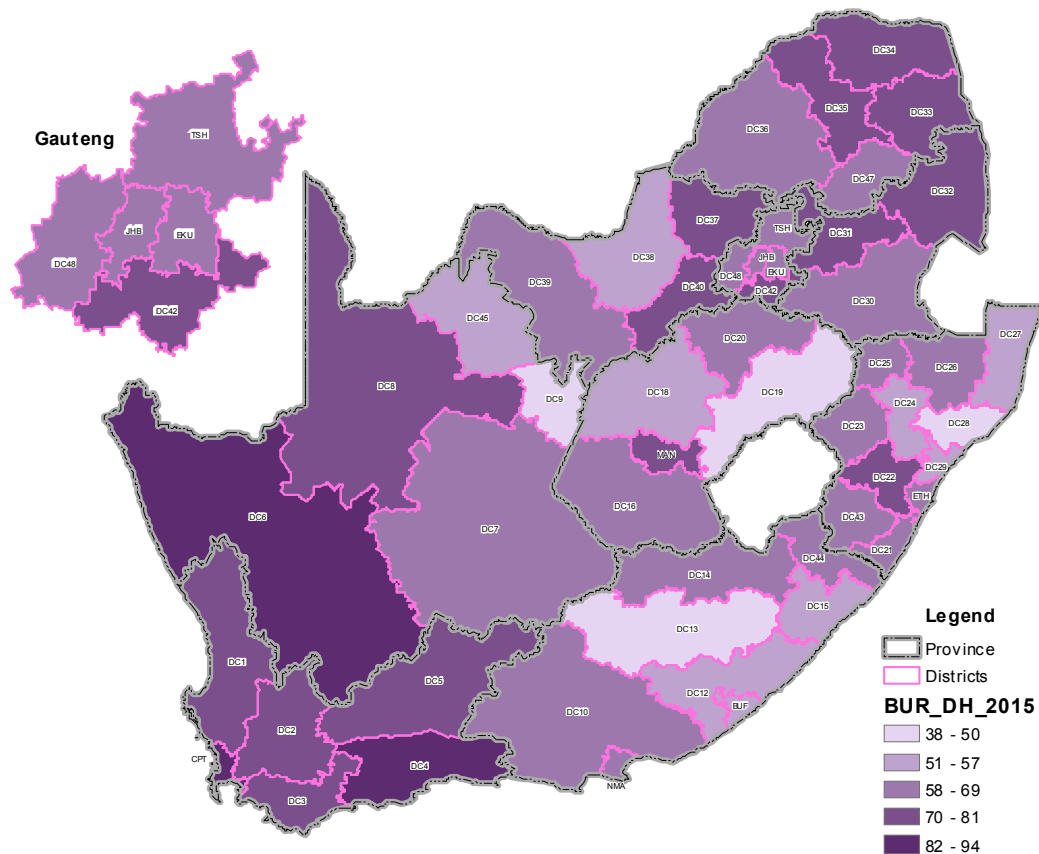 Gauteng
TSH
JHB
EKU
DC48
DC42
DC34
DC35
DC33
DC36
DC47
DC32
DC37
TSH
DC31
DC38
JHB
DC48
EKU
DC39
DC40
DC42
DC30
DC45
DC20
DC27
DC25
DC26
DC8
DC9
DC18
DC19
DC24
DC28
DC23
MAN
DC29
DC22
ETH
DC6
DC16
DC43
DC7
DC21
DC44
DC14
DC15
DC13
DC1
DC5
DC12
BUF
DC10
DC2
CPT
DC4
NMA
DC3
Legend
Province
Districts
BUR_DH_2015
38 - 50
51 - 57
58 - 69
70 - 81
82 - 94